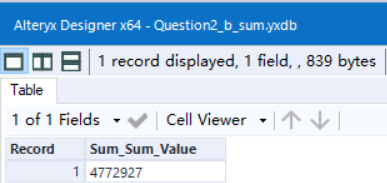 Alteryx Designer x64 - Question2_b_sum.yxdb
1 record displayed, 1 field, , 839 bytes
Table
1 of 1 Fields Cell Viewer
Record Sum_Sum_Value
1 4772927